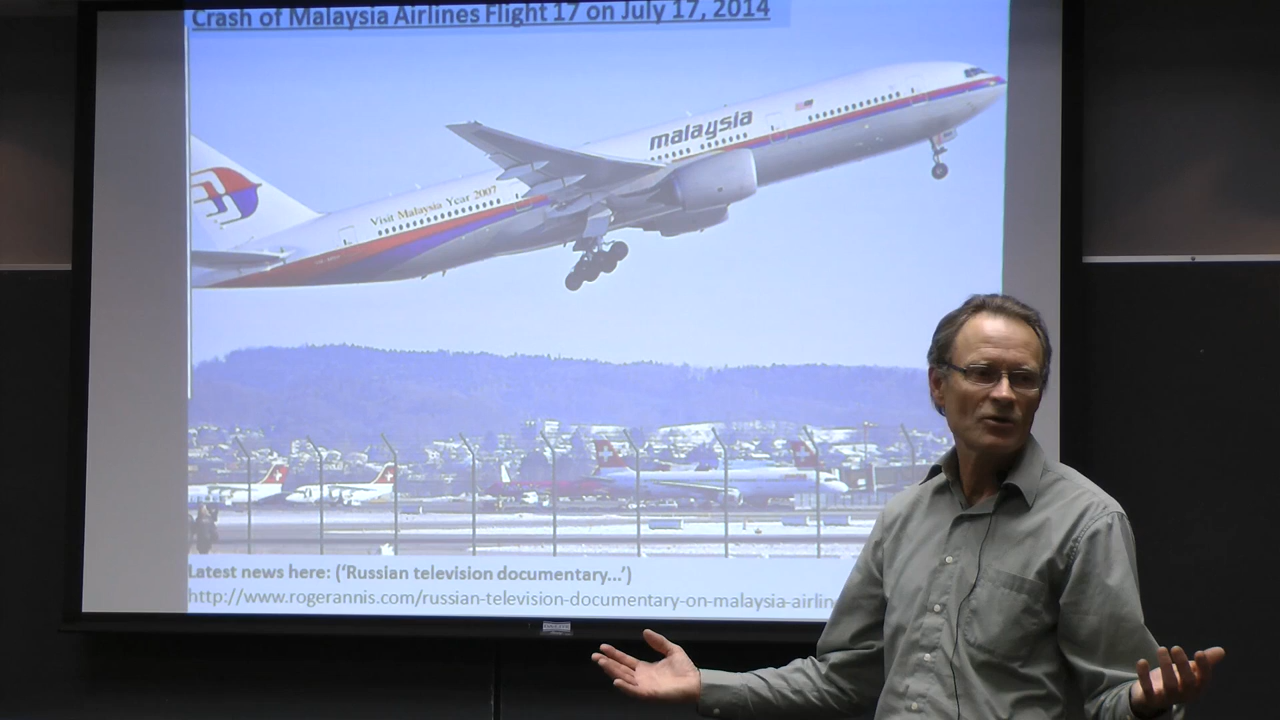 Crash of Malaysia Airlines Flight 17 on July 17, 2014
malaysia
Visit Malaysia Year 2007
Latest news here: ('Russian television documentary...')
http://www.rogerannis.com/russian-television-documentary-on-malaysia-airlin